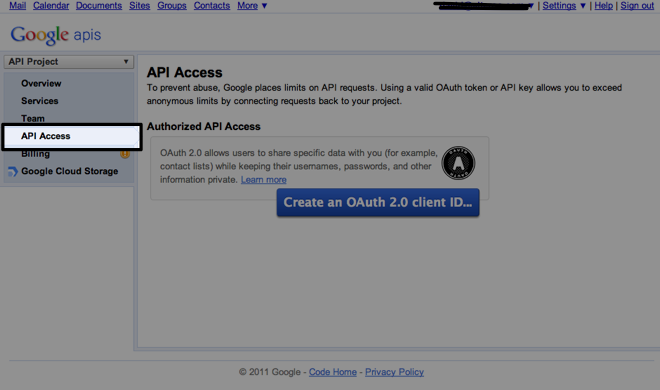 Mail Calendar Documents Sites Groups Contacts More ▼ | Settings ▼ | Help | Sign out
Google apis
API Project ▼
Overview
Services
Team
API Access
Billing
Google Cloud Storage
API Access
To prevent abuse, Google places limits on API requests. Using a valid OAuth token or API key allows you to exceed
anonymous limits by connecting requests back to your project.
Authorized API Access
OAuth 2.0 allows users to share specific data with you (for example,
contact lists) while keeping their usernames, passwords, and other
information private. Learn more
Create an OAuth 2.0 client ID...
© 2011 Google - Code Home - Privacy Policy